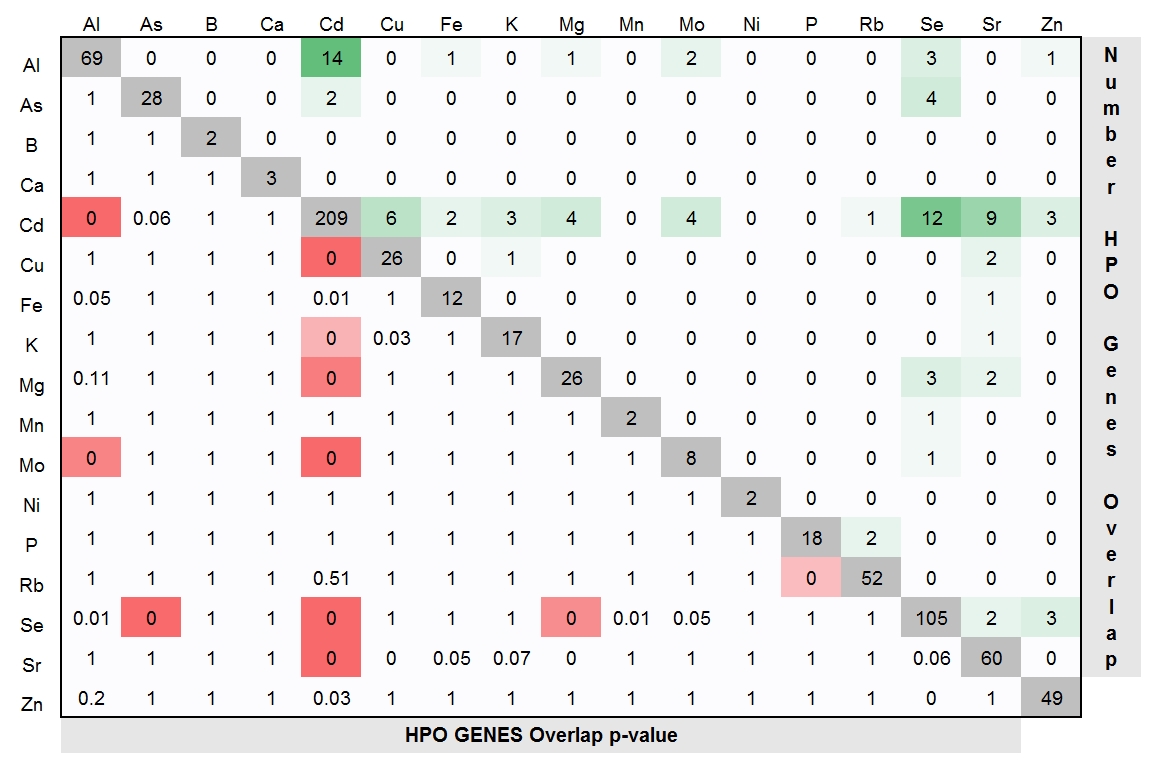 Al As B Ca Cd Cu Fe K Mg Mn Mo Ni P Rb Se Sr Zn
Al 69 0 0 0 14 0 1 0 1 0 2 0 0 0 3 0 1
As 1 28 0 0 2 0 0 0 0 0 0 0 0 0 4 0 0
B 1 1 2 0 0 0 0 0 0 0 0 0 0 0 0 0 0
Ca 1 1 1 3 0 0 0 0 0 0 0 0 0 0 0 0 0
Cd 0 0.06 1 1 209 6 2 3 4 0 4 0 0 1 12 9 3
Cu 1 1 1 1 0 26 0 1 0 0 0 0 0 0 0 2 0
Fe 0.05 1 1 1 0.01 1 12 0 0 0 0 0 0 0 0 1 0
K 1 1 1 1 0 0.03 1 17 0 0 0 0 0 0 0 1 0
Mg 0.11 1 1 1 0 1 1 1 26 0 0 0 0 0 3 2 0
Mn 1 1 1 1 1 1 1 1 1 2 0 0 0 0 1 0 0
Mo 0 1 1 1 0 1 1 1 1 1 8 0 0 0 1 0 0
Ni 1 1 1 1 1 1 1 1 1 1 1 2 0 0 0 0 0
P 1 1 1 1 1 1 1 1 1 1 1 1 18 2 0 0 0
Rb 1 1 1 1 0.51 1 1 1 1 1 1 1 0 52 0 0 0
Se 0.01 0 1 1 0 1 1 1 0 0.01 0.05 1 1 1 105 2 3
Sr 1 1 1 1 0 0 0.05 0.07 0 1 1 1 1 1 0.06 60 0
Zn 0.2 1 1 1 0.03 1 1 1 1 1 1 1 1 1 0 1 49
Number HPO Genes Overlap
HPO GENES Overlap p-value